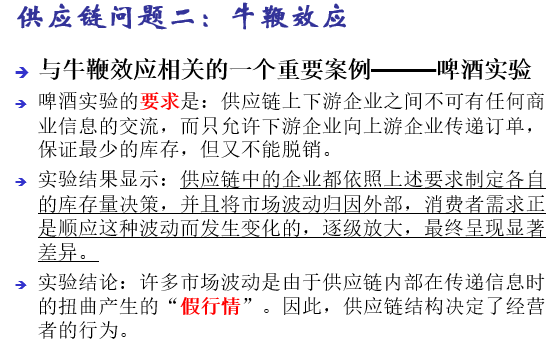 供应链问题二：牛鞭效应
与牛鞭效应相关的一个重要案例———啤酒实验
啤酒实验的要求是：供应链上下游企业之间不可有任何商
业信息的交流，而只允许下游企业向上游企业传递订单，
保证最少的库存，但又不能脱销。
实验结果显示：供应链中的企业都依照上述要求制定各自
的库存量决策，并且将市场波动归因外部，消费者需求正
是顺应这种波动而发生变化的，逐级放大，最终呈现显著
差异。
实验结论：许多市场波动是由于供应链内部在传递信息时
的扭曲产生的“假行情”。因此，供应链结构决定了经营
者的行为。